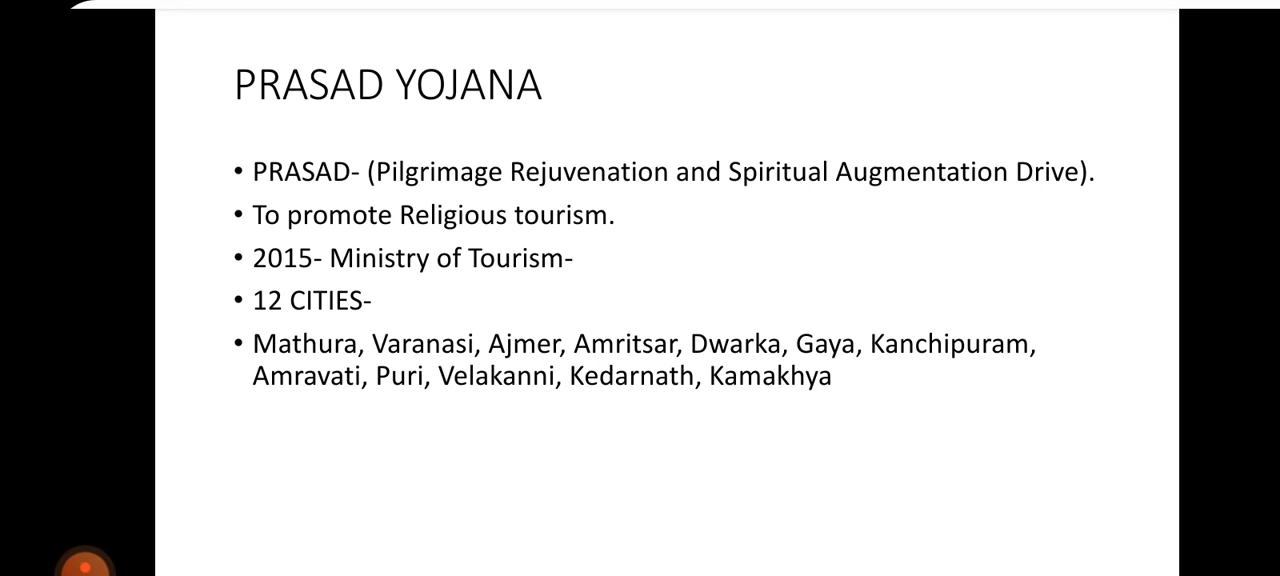 PRASAD YOJANA
• PRASAD- (Pilgrimage Rejuvenation and Spiritual Augmentation Drive).
• To promote Religious tourism.
• 2015- Ministry of Tourism-
• 12 CITIES-
• Mathura, Varanasi, Ajmer, Amritsar, Dwarka, Gaya, Kanchipuram,
Amravati, Puri, Velakanni, Kedarnath, Kamakhya